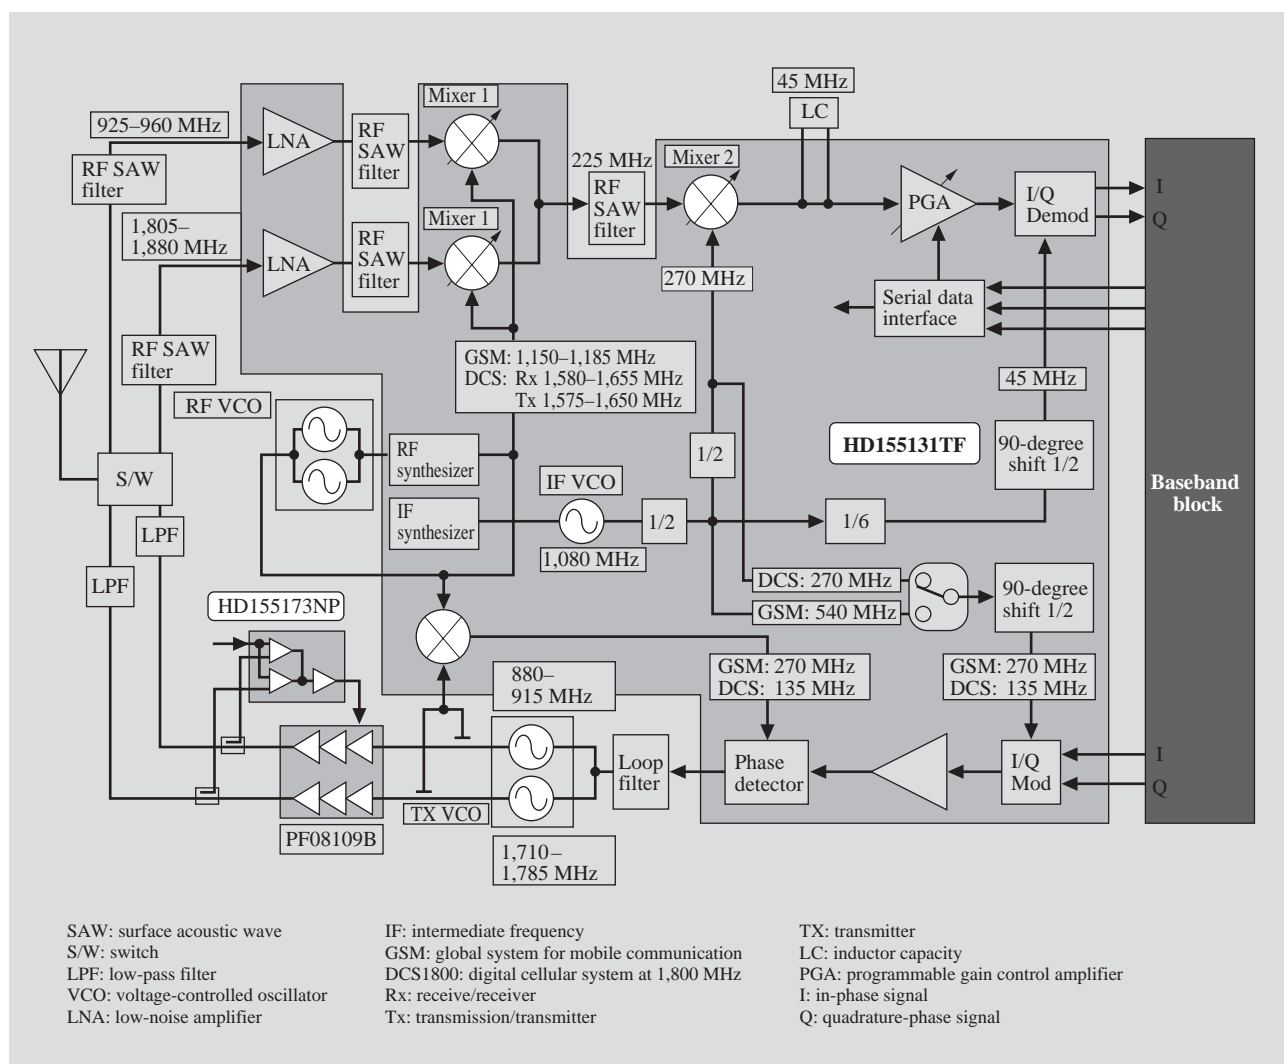 45 MHz
LC
Mixer 1
925–960 MHz
LNA
RF
SAW
filter
RF SAW
filter
225 MHz
RF
SAW
filter
Mixer 2
PGA
I/Q
Demod
I
Q
1,805–
1,880 MHz
Mixer 1
LNA
RF
SAW
filter
270 MHz
Serial data
interface
RF SAW
filter
GSM: 1,150–1,185 MHz
DCS: Rx 1,580–1,655 MHz
Tx 1,575–1,650 MHz
45 MHz
RF VCO
RF
synthesizer
1/2
HD155131TF
90-degree
shift 1/2
S/W
IF VCO
Baseband
block
IF
synthesizer
1/2
1/6
LPF
1,080 MHz
LPF
DCS: 270 MHz
GSM: 540 MHz
90-degree
shift 1/2
HD155173NP
880–
915 MHz
GSM: 270 MHz
DCS: 135 MHz
GSM: 270 MHz
DCS: 135 MHz
Loop
filter
Phase
detector
I/Q
Mod
I
Q
TX VCO
PF08109B
1,710–
1,785 MHz
SAW: surface acoustic wave
S/W: switch
LPF: low-pass filter
VCO: voltage-controlled oscillator
LNA: low-noise amplifier
IF: intermediate frequency
GSM: global system for mobile communication
DCS1800: digital cellular system at 1,800 MHz
Rx: receive/receiver
Tx: transmission/transmitter
TX: transmitter
LC: inductor capacity
PGA: programmable gain control amplifier
I: in-phase signal
Q: quadrature-phase signal